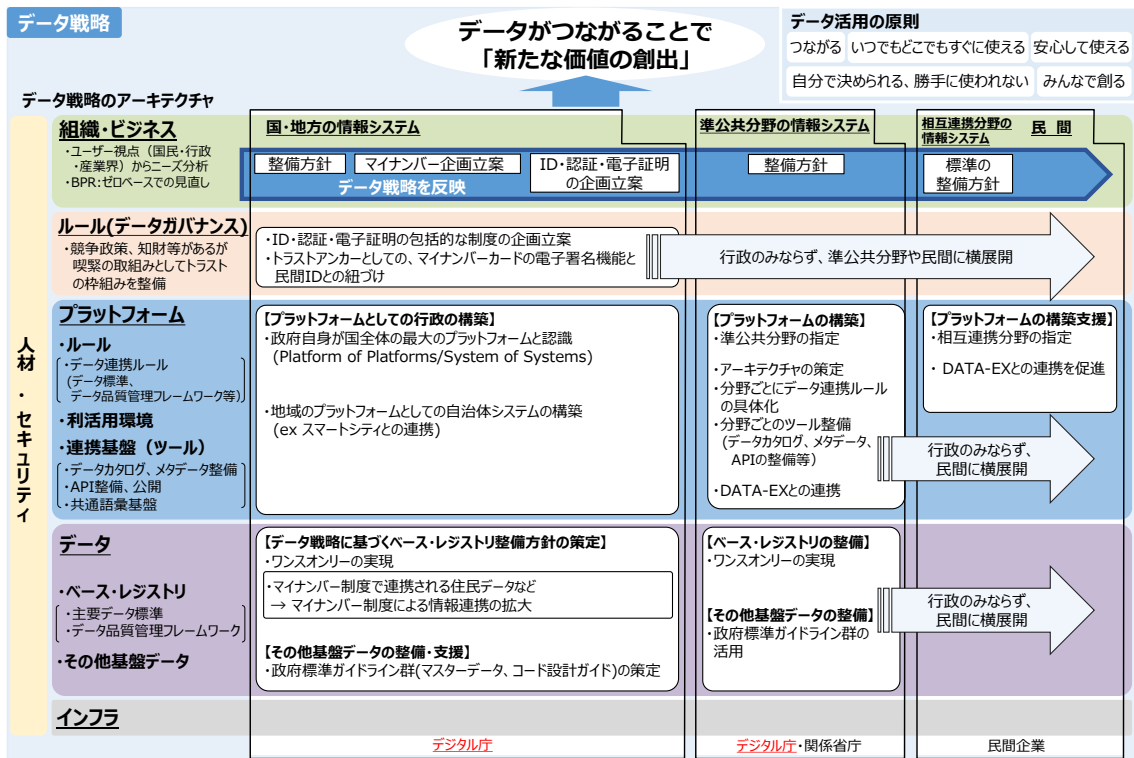 データ戦略
データがつながることで
「新たな価値の創出」
データ活用の原則
つながる
いつでもどこでもすぐに使える
安心して使える
自分で決められる、勝手に使われない
みんなで創る
データ戦略のアーキテクチャ
人材・セキュリティ
組織・ビジネス
・ユーザー視点（国民・行政
・産業界）からニーズ分析
・BPR:ゼロベースでの見直し
国・地方の情報システム
準公共分野の情報システム
相互連携分野の
情報システム
民 間
整備方針
マイナンバー企画立案
ID・認証・電子証明
の企画立案
データ戦略を反映
整備方針
標準の
整備方針
ルール(データガバナンス)
・競争政策、知財等があるが
喫緊の取組みとしてトラスト
の枠組みを整備
・ID・認証・電子証明の包括的な制度の企画立案
・トラストアンカーとしての、マイナンバーカードの電子署名機能と
民間IDとの紐づけ
行政のみならず、準公共分野や民間に横展開
プラットフォーム
・ルール
・データ連携ルール
(データ標準、
データ品質管理フレームワーク等)
・利活用環境
・連携基盤（ツール）
・データカタログ、メタデータ整備
・API整備、公開
・共通語彙基盤
【プラットフォームとしての行政の構築】
・政府自身が国全体の最大のプラットフォームと認識
(Platform of Platforms/System of Systems)
・地域のプラットフォームとしての自治体システムの構築
(ex スマートシティとの連携)
【プラットフォームの構築】
・準公共分野の指定
・アーキテクチャの策定
・分野ごとにデータ連携ルール
の具体化
・分野ごとのツール整備
(データカタログ、メタデータ、
APIの整備等)
・DATA-EXとの連携
【プラットフォームの構築支援】
・相互連携分野の指定
・ DATA-EXとの連携を促進
行政のみならず、
民間に横展開
データ
・ベース・レジストリ
・主要データ標準
・データ品質管理フレームワーク
・その他基盤データ
【データ戦略に基づくベース・レジストリ整備方針の策定】
・ワンスオンリーの実現
・マイナンバー制度で連携される住民データなど
→ マイナンバー制度による情報連携の拡大
【その他基盤データの整備・支援】
・政府標準ガイドライン群(マスターデータ、コード設計ガイド)の策定
【ベース・レジストリの整備】
・ワンスオンリーの実現
【その他基盤データの整備】
・政府標準ガイドライン群の
活用
行政のみならず、
民間に横展開
インフラ
デジタル庁
デジタル庁・関係省庁
民間企業